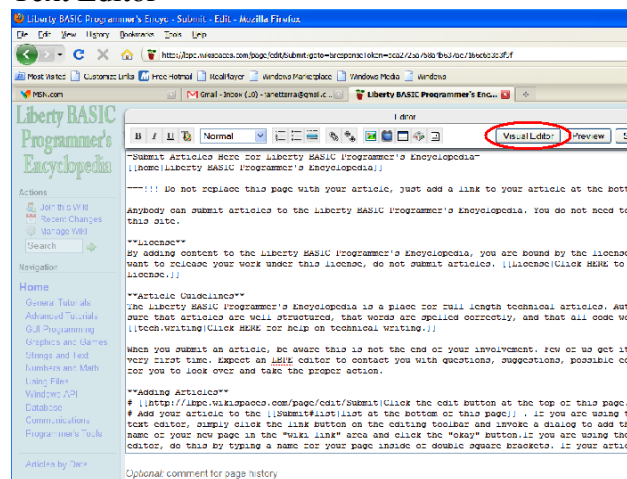 Text Editor
Liberty BASIC Programmer's Encyc - Submit - Edit - Mozilla Firefox
File Edit View History Bookmarks Tools Help
Most Visited Customize Links Free Hotmail RealPlayer Windows Marketplace Windows Media Windows
MSN.com Gmail - Inbox (10) Liberty BASIC Programmer's Enc...
Liberty BASIC
Programmer's
Encyclopedia
Actions
Join this Wiki
Recent Changes
Manage Wiki
Search
Navigation
Home
General Tutorials
Advanced Tutorials
GUI Programming
Graphics and Games
Strings and Text
Numbers and Math
Using Files
Windows API
Database
Communications
Programmer's Tools
Articles by Date
Editor
B I U Normal Visual Editor Preview S
=Submit Articles Here for Liberty BASIC Programmer's Encyclopedia=
[[home|Liberty BASIC Programmer's Encyclopedia]]
---!!! Do not replace this page with your article, just add a link to your article at the bott
Anybody can submit articles to the Liberty BASIC Programmer's Encyclopedia. You do not need to
this site.
**License**
By adding content to the Liberty BASIC Programmer's Encyclopedia, you are bound by the license
want to release your work under this license, do not submit articles. [[License|Click HERE to
License.]]
**Article Guidelines**
The Liberty BASIC Programmer's Encyclopedia is a place for full length technical articles. Aut
sure that articles are well structured, that words are spelled correctly, and that all code wo
[[tech.writing|Click HERE for help on technical writing.]]
When you submit an article, be aware this is not the end of your involvement. Few of us get it
very first time. Expect an LBPE editor to contact you with questions, suggestions, possible co
for you to look over and take the proper action.
**Adding Articles**
# [[http://lbpe.wikispaces.com/page/edit/Submit|Click the edit button at the top of this page.
# Add your article to the [[Submit#list|list at the bottom of this page]] . If you are using t
text editor, simply click the link button on the editing toolbar and invoke a dialog to add th
name of your new page in the "wiki link" area and click the "okay" button.If you are using the
editor, do this by typing a name for your page inside of double square brackets. If your artic
Optional: comment for page history